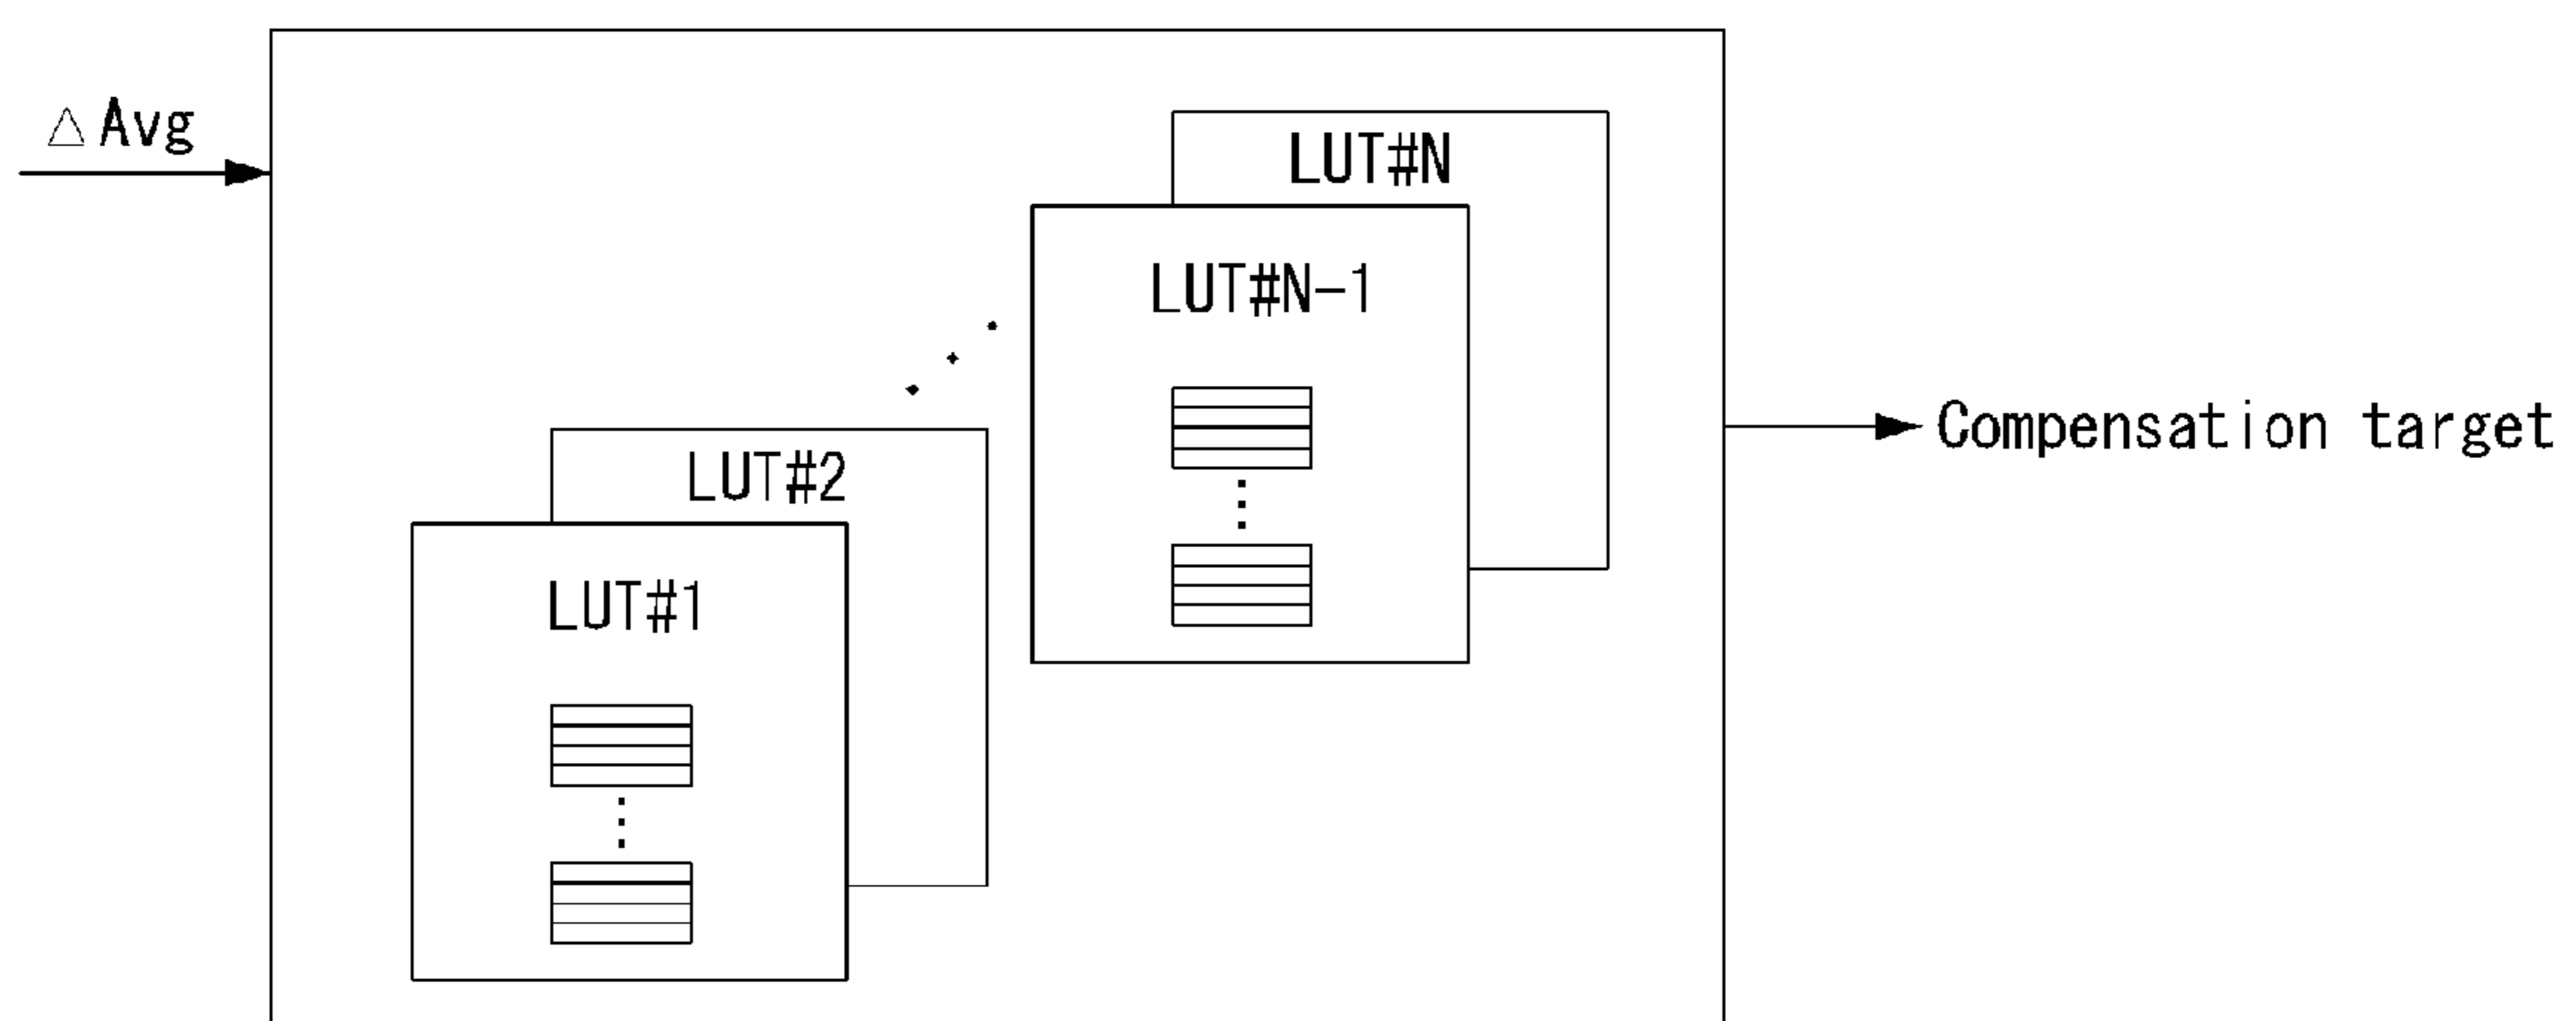 △Avg
LUT#N
LUT#N-1
Compensation target
LUT#2
LUT#1